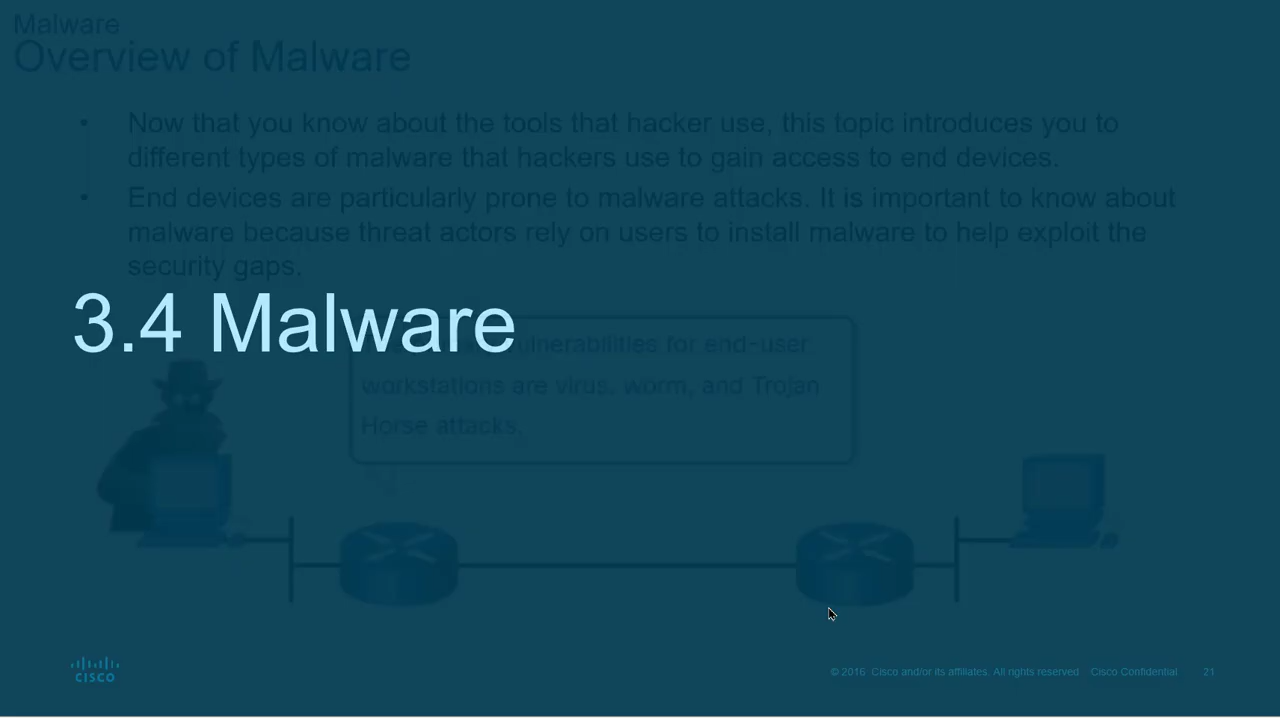 Malware
Overview of Malware
• Now that you know about the tools that hacker use, this topic introduces you to
different types of malware that hackers use to gain access to end devices.
• End devices are particularly prone to malware attacks. It is important to know about
malware because threat actors rely on users to install malware to help exploit the
security gaps.
3.4 Malware
vulnerabilities for end-user
workstations are virus, worm, and Trojan
Horse attacks.
CISCO
© 2016 Cisco and/or its affiliates. All rights reserved Cisco Confidential 21